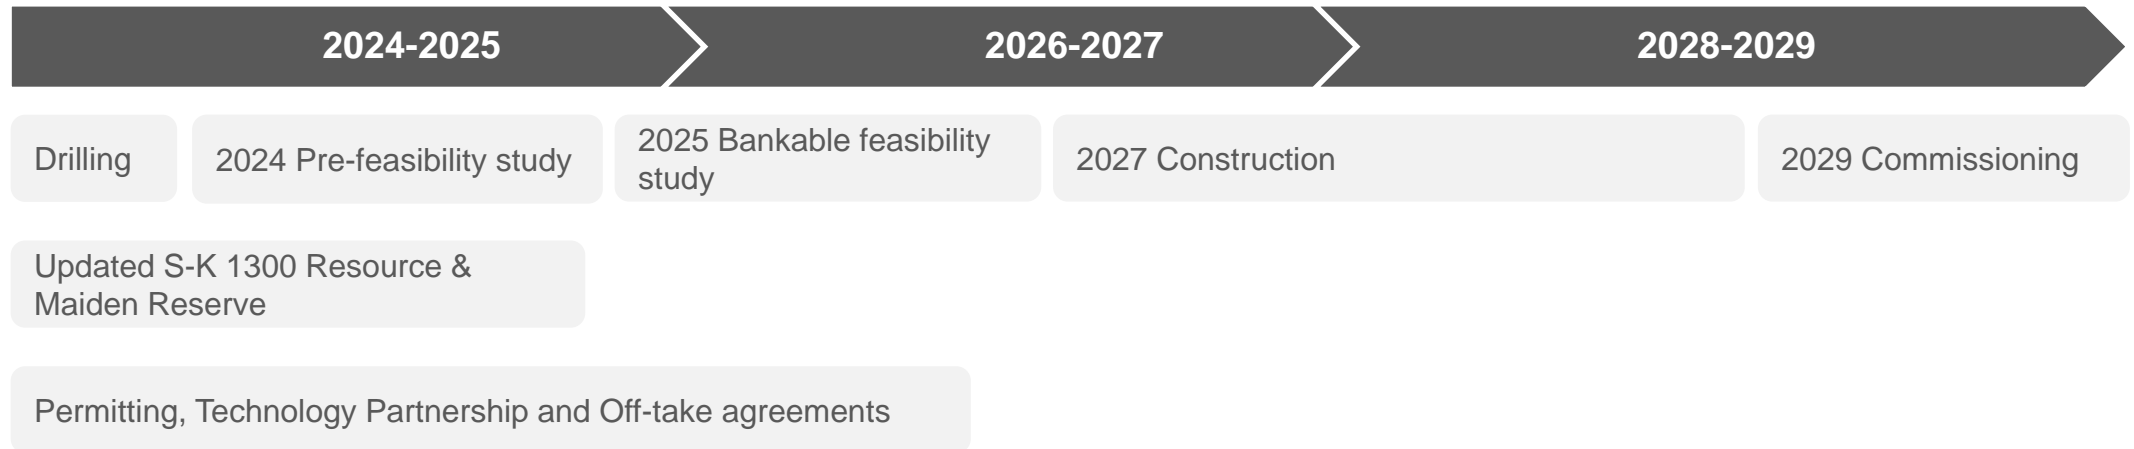 2024-2025
2026-2027
2028-2029
Drilling
2024 Pre-feasibility study
2025 Bankable feasibility
study
2027 Construction
2029 Commissioning
Updated S-K 1300 Resource &
Maiden Reserve
Permitting, Technology Partnership and Off-take agreements